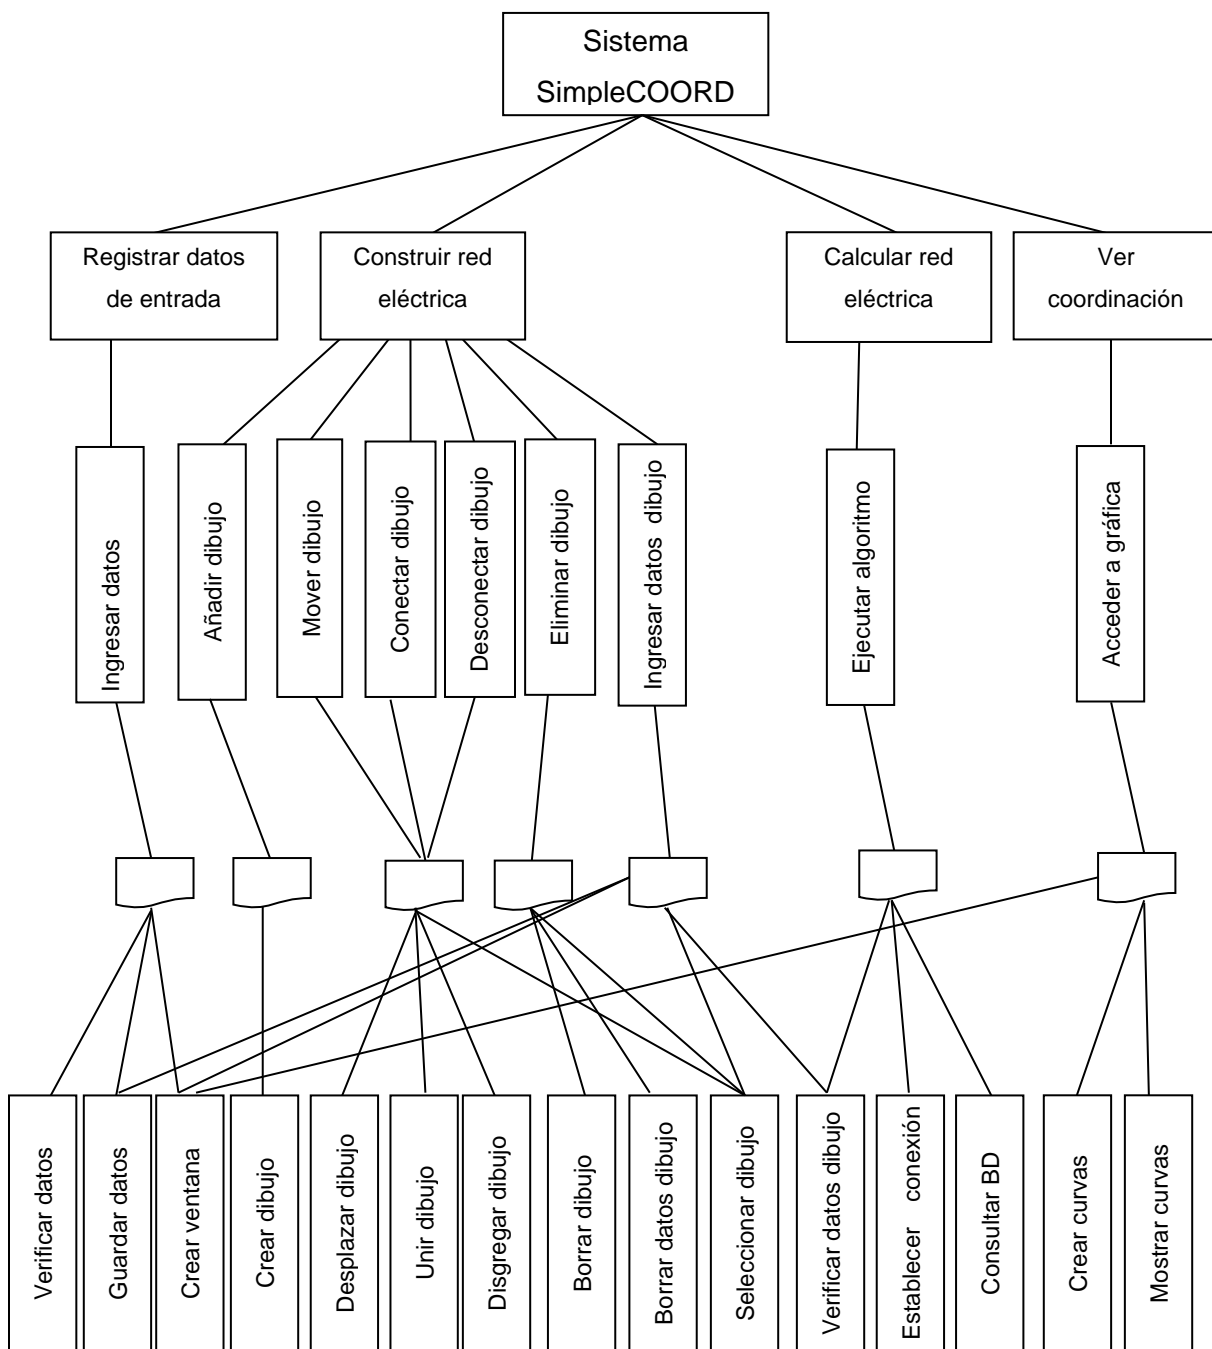 Sistema
SimpleCOORD
Registrar datos
de entrada
Construir red
eléctrica
Calcular red
eléctrica
Ver
coordinación
Ingresar datos
Añadir dibujo
Mover dibujo
Conectar dibujo
Desconectar dibujo
Eliminar dibujo
Ingresar datos dibujo
Ejecutar algoritmo
Acceder a gráfica
Verificar datos
Guardar datos
Crear ventana
Crear dibujo
Desplazar dibujo
Unir dibujo
Disgregar dibujo
Borrar dibujo
Borrar datos dibujo
Seleccionar dibujo
Verificar datos dibujo
Establecer conexión
Consultar BD
Crear curvas
Mostrar curvas